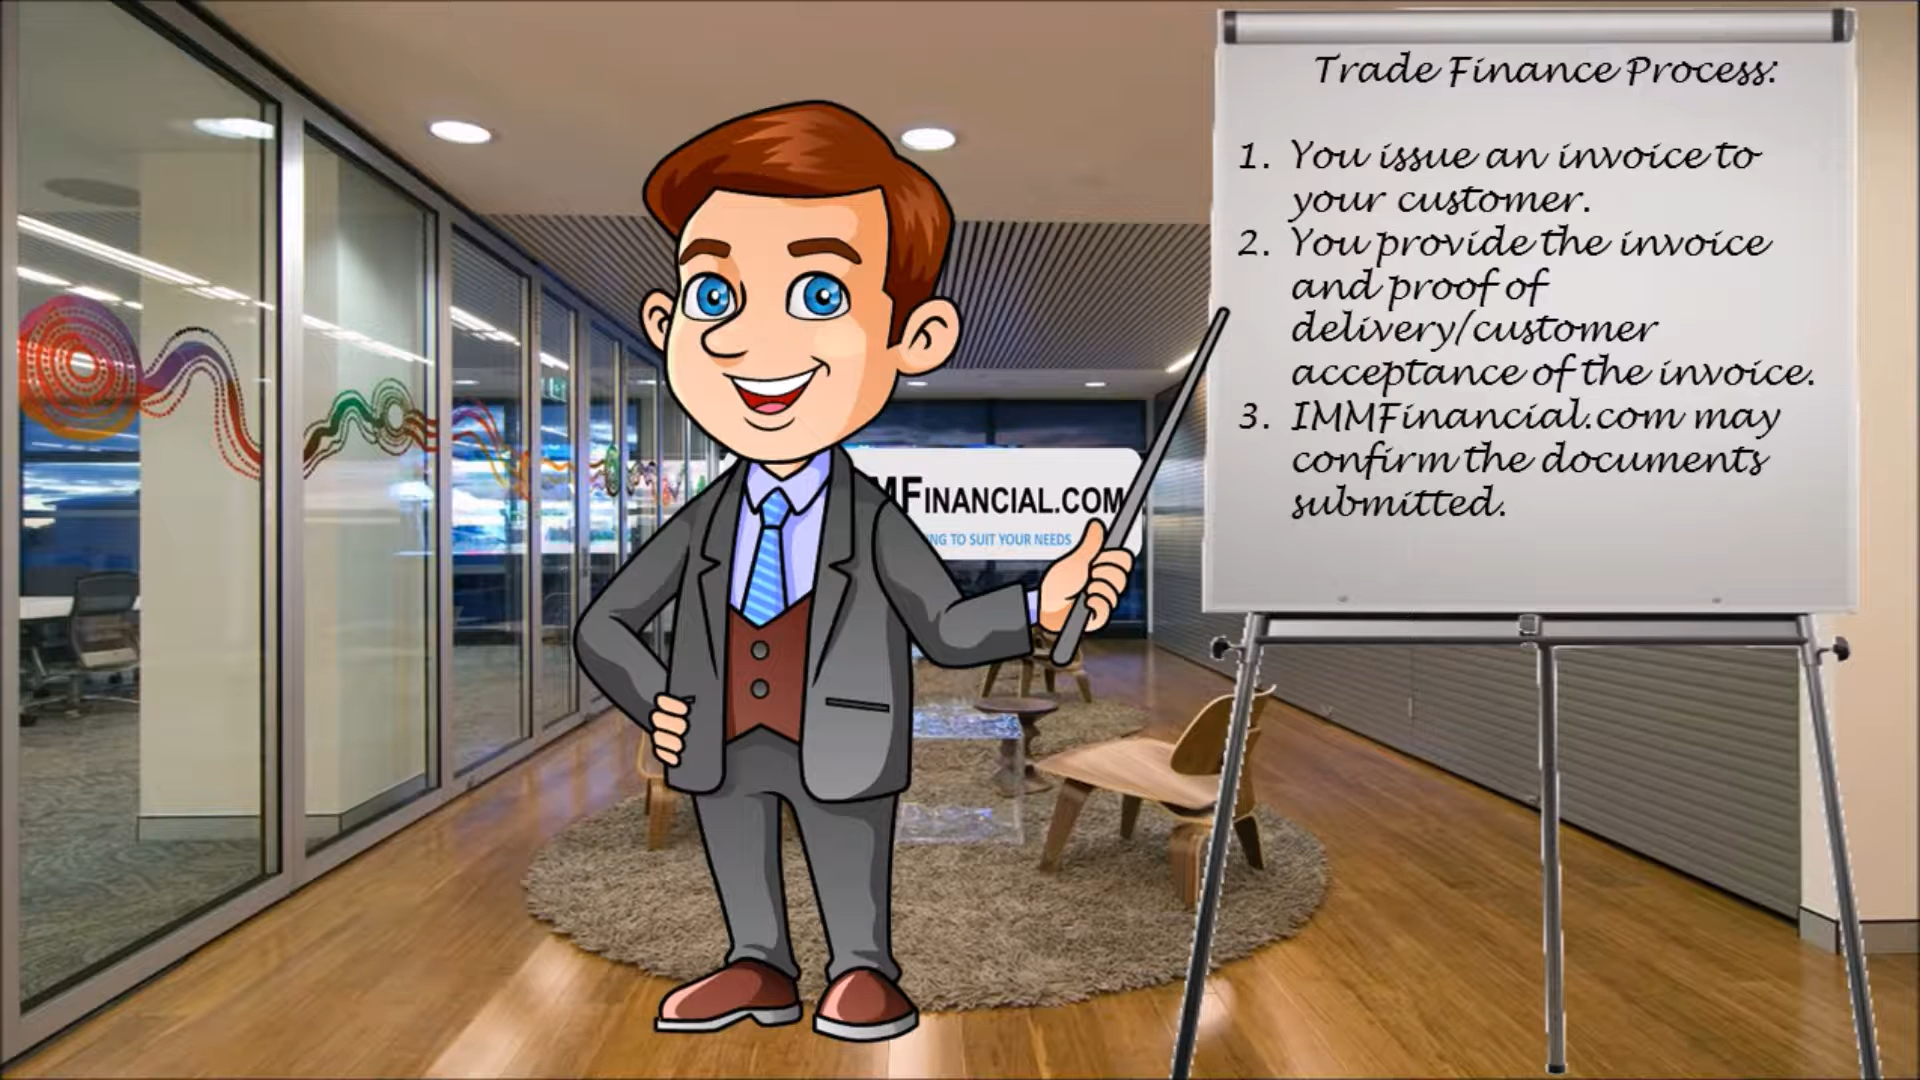 Trade Finance Process:
1. You issue an invoice to
your customer.
2. You provide the invoice
and proof of
delivery/customer
acceptance of the invoice.
3. IMMFinancial.com may
confirm the documents
submitted.
MFINANCIAL.COM
NG TO SUIT YOUR NEEDS